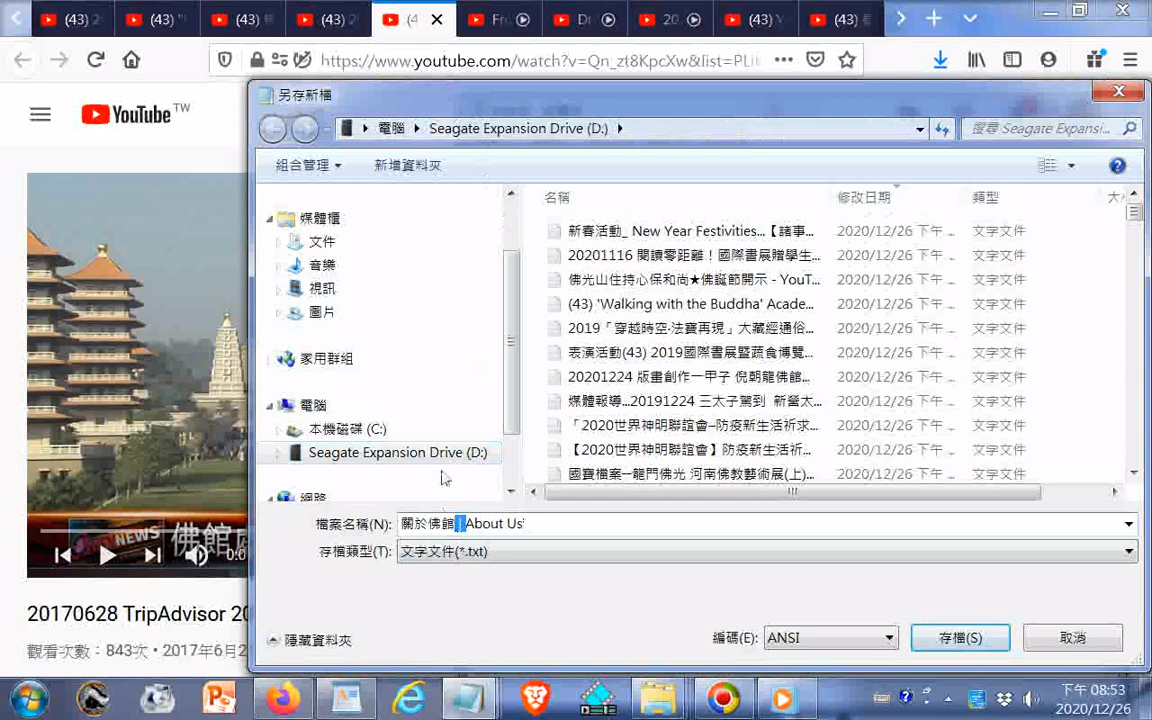 (43) 2
(43) "
(43)
(43) 2
(4
Fr
D
20
(43) V
(43)
https://www.youtube.com/watch?v=Qn_zt8KpcXw&list=PLi
YouTube TW
另存新檔
電腦 Seagate Expansion Drive (D:)
搜尋 Seagate Expansi...
組合管理
新增資料夾
媒體櫃
文件
音樂
視訊
圖片
家用群組
電腦
本機磁碟 (C:)
Seagate Expansion Drive (D:)
網路
名稱 修改日期 類型
新春活動_ New Year Festivities...【諸事... 2020/12/26 下午 ... 文字文件
20201116 閱讀零距離！國際書展贈學生... 2020/12/26 下午 ... 文字文件
佛光山住持心保和尚★佛誕節開示 - YouT... 2020/12/26 下午 ... 文字文件
(43) 'Walking with the Buddha' Acade... 2020/12/26 下午 ... 文字文件
2019「穿越時空‧法寶再現」大藏經通俗... 2020/12/26 下午 ... 文字文件
表演活動(43) 2019國際書展暨蔬食博覽... 2020/12/26 下午 ... 文字文件
20201224 版畫創作一甲子 倪朝龍佛館... 2020/12/26 下午 ... 文字文件
媒體報導...20191224 三太子駕到 新螢太... 2020/12/26 下午 ... 文字文件
「2020世界神明聯誼會–防疫新生活祈求... 2020/12/26 下午 ... 文字文件
【2020世界神明聯誼會】防疫新生活祈... 2020/12/26 下午 ... 文字文件
國寶檔案─龍門佛光 河南佛教藝術展(上)... 2020/12/26 下午 ... 文字文件
檔案名稱(N): 關於佛館 | About Us'
存檔類型(T): 文字文件(*.txt)
NEWS 佛館處
0:0
20170628 TripAdvisor 20
觀看次數：843次 • 2017年6月2
隱藏資料夾
編碼(E): ANSI
存檔(S)
取消
下午 08:53
2020/12/26